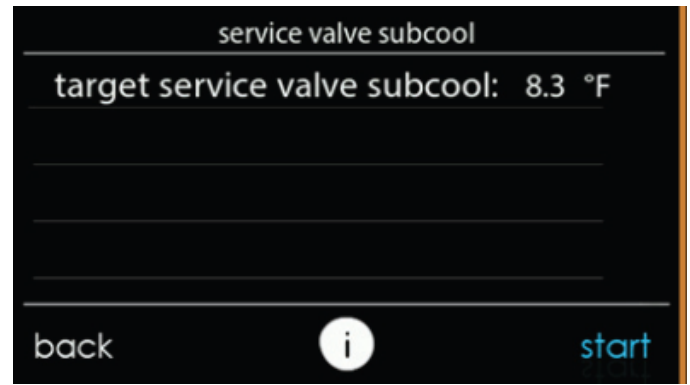 service valve subcool
target service valve subcool: 8.3 °F
back i start